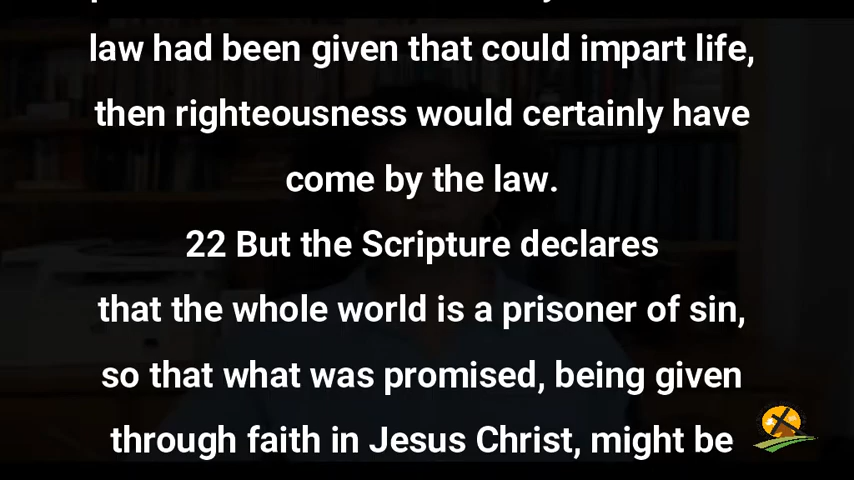 law had been given that could impart life,
then righteousness would certainly have
come by the law.
22 But the Scripture declares
that the whole world is a prisoner of sin,
so that what was promised, being given
through faith in Jesus Christ, might be